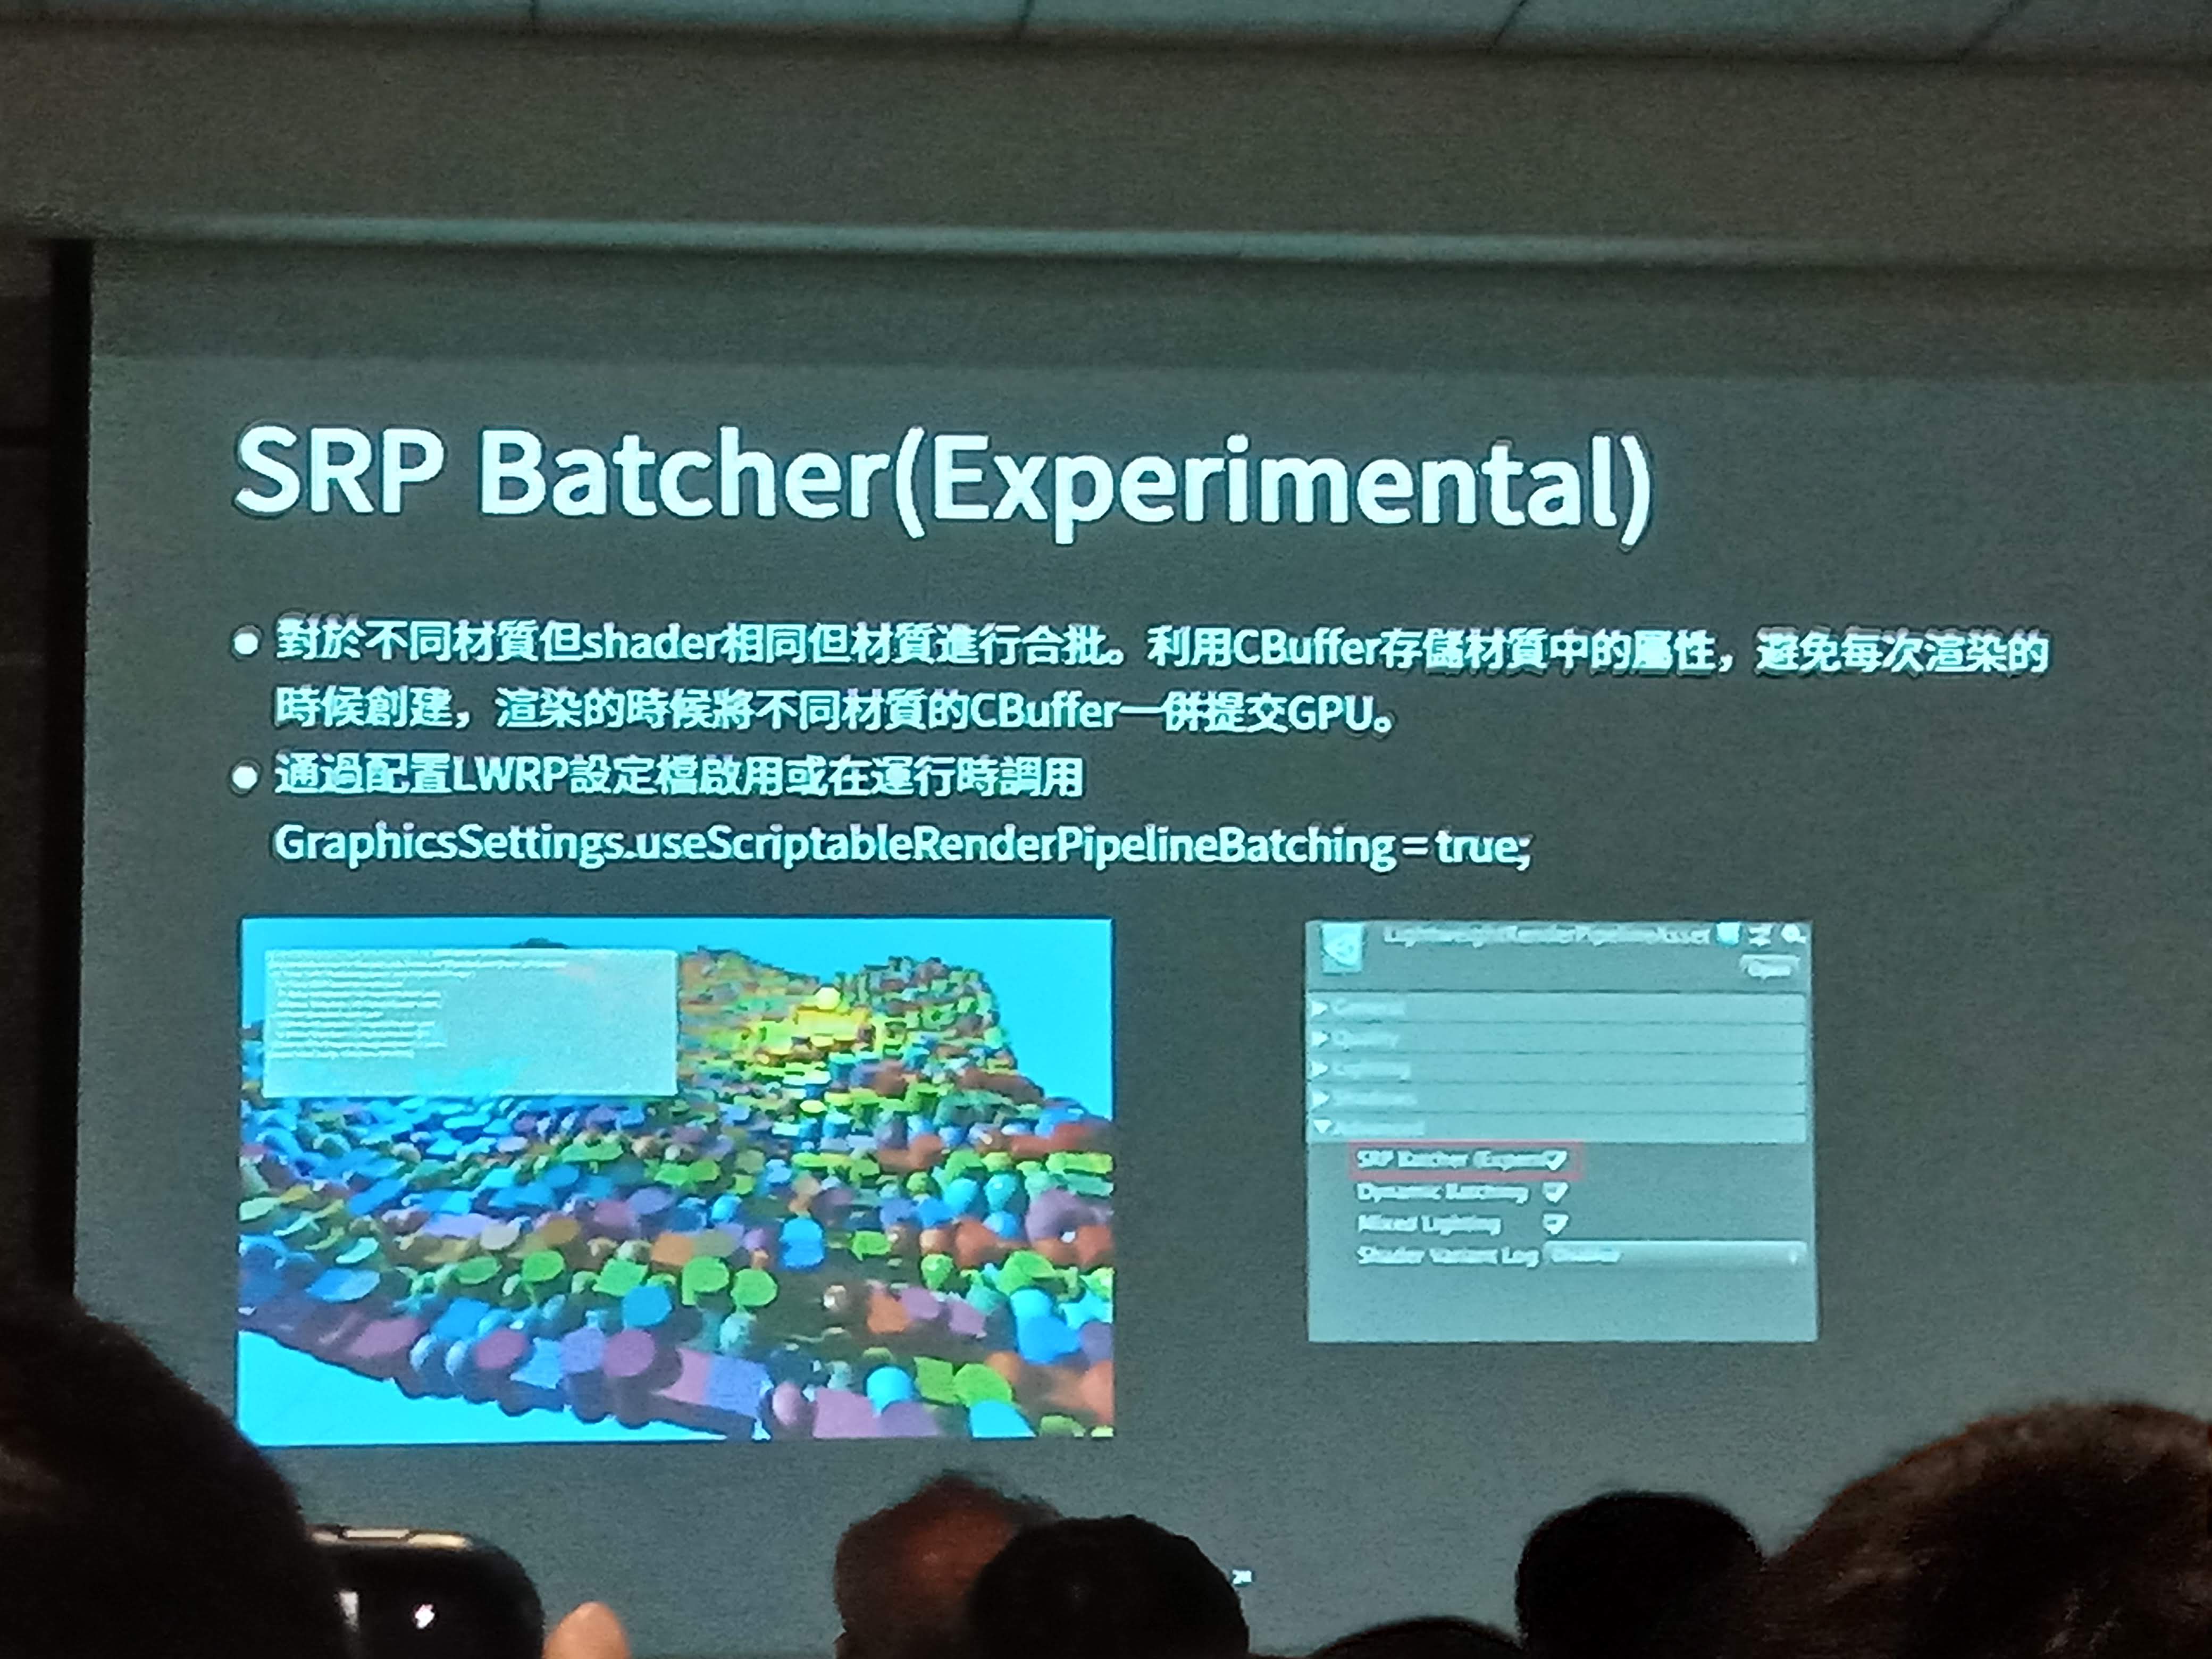 SRP Batcher(Experimental)
對於不同材質但shader相同但材質進行合批。利用CBuffer存儲材質中的屬性，避免每次渲染的
時候創建，渲染的時候將不同材質的CBuffer一併提交GPU。
通過配置LWRP設定檔啟用或在運行時調用
GraphicsSettings.useScriptableRenderPipelineBatching = true;
LightweightRenderPipelineAsset
Open
Quality
Lighting
SRP Batcher (Experi
Dynamic Batching
Mixed Lighting
Shader Variant Log